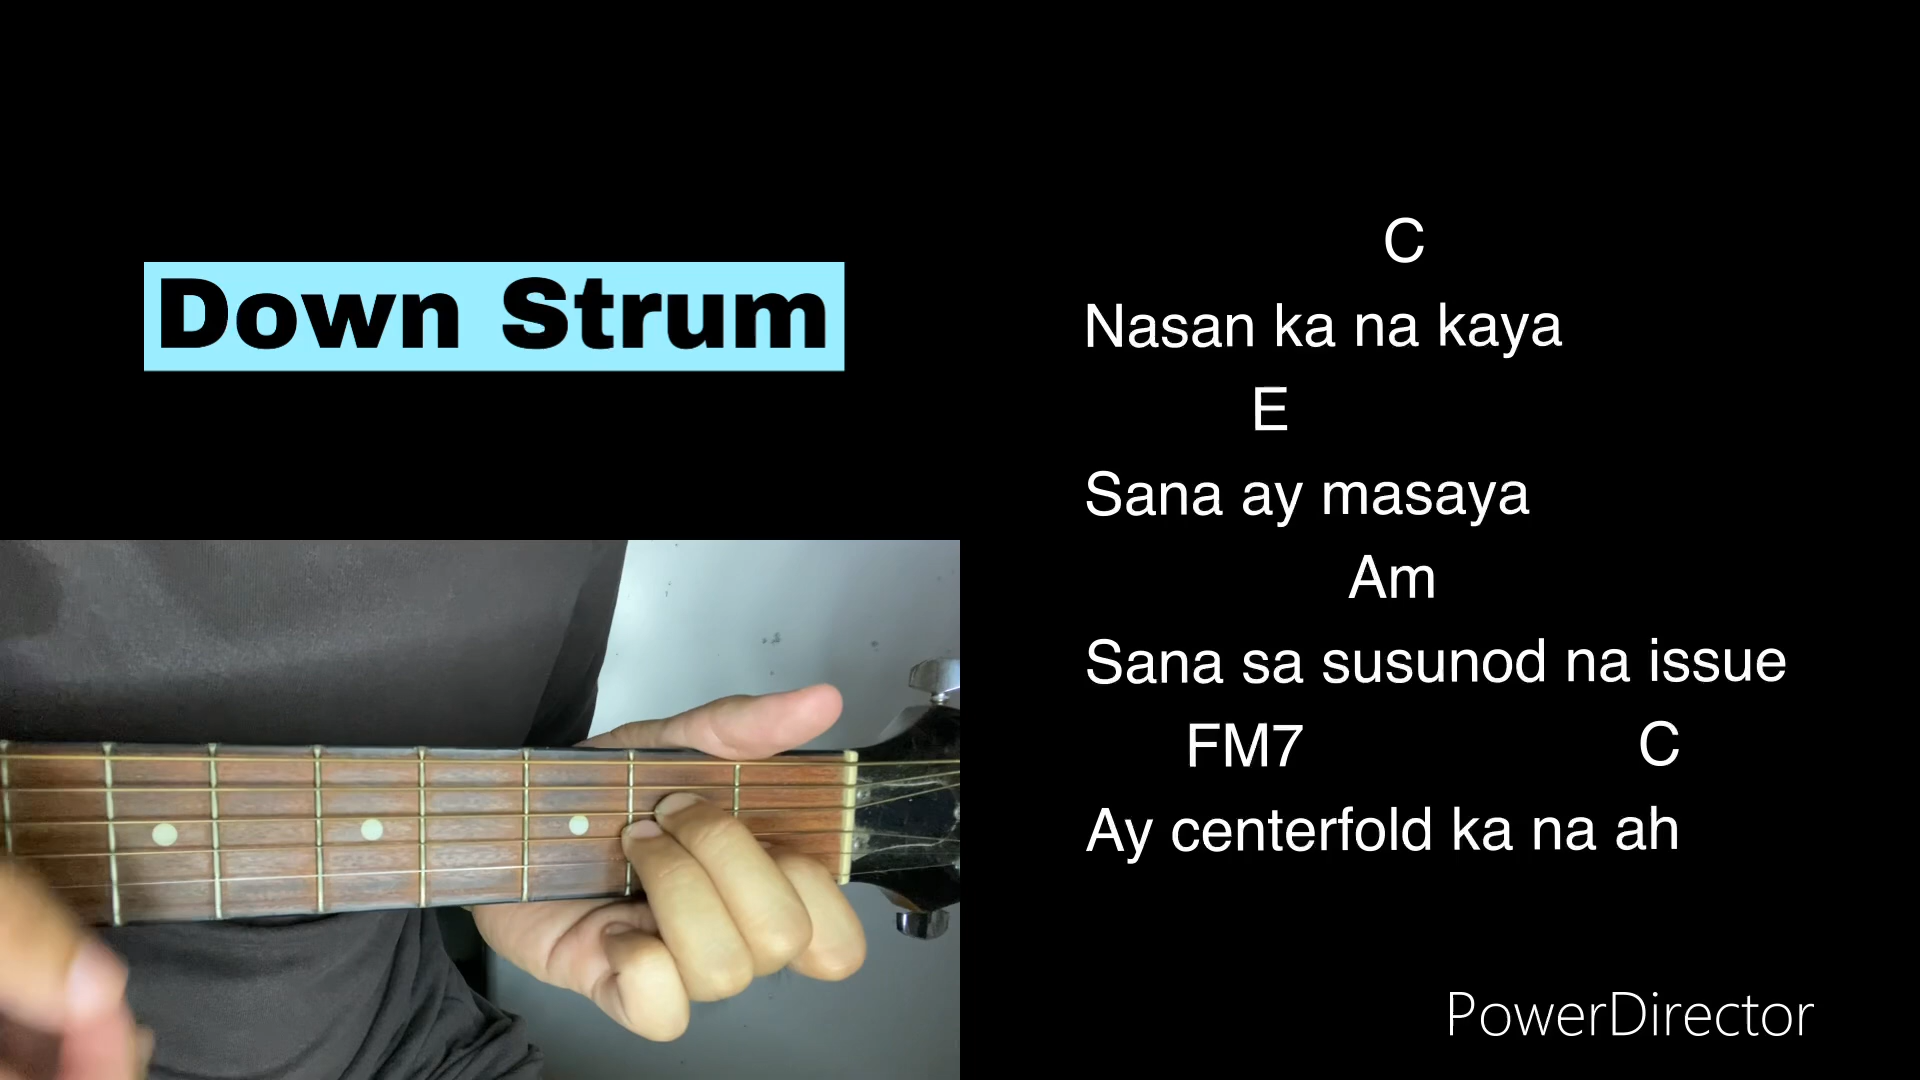 Down Strum
C
Nasan ka na kaya
E
Sana ay masaya
Am
Sana sa susunod na issue
FM7 C
Ay centerfold ka na ah
PowerDirector